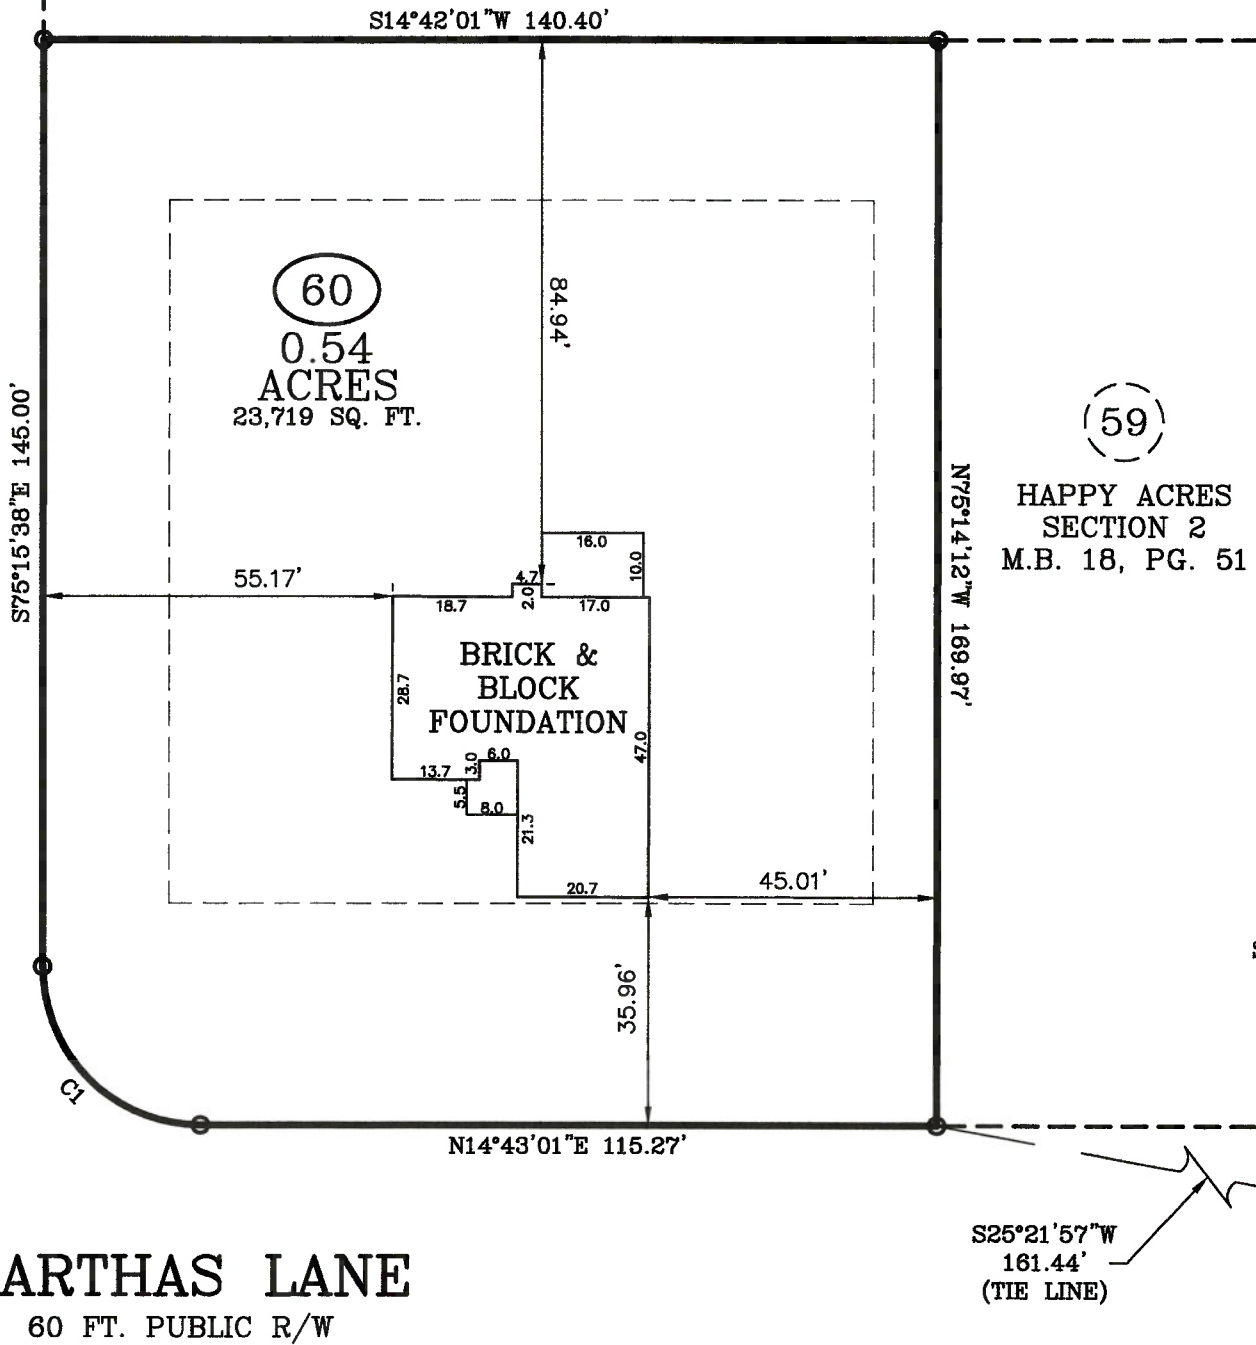 S14°42'01"W 140.40'
60
0.54
ACRES
23,719 SQ. FT.
84.94'
S75°15'38"E 145.00'
N75°14'12"W 169.97'
59
HAPPY ACRES
SECTION 2
M.B. 18, PG. 51
55.17'
16.0
10.0
4.7
2.0
18.7
17.0
BRICK &
BLOCK
FOUNDATION
28.7
47.0
13.7
3.0
6.0
5.5
8.0
21.3
20.7
45.01'
35.96'
C1
N14°43'01"E 115.27'
S25°21'57"W
161.44'
(TIE LINE)
ARTHAS LANE
60 FT. PUBLIC R/W